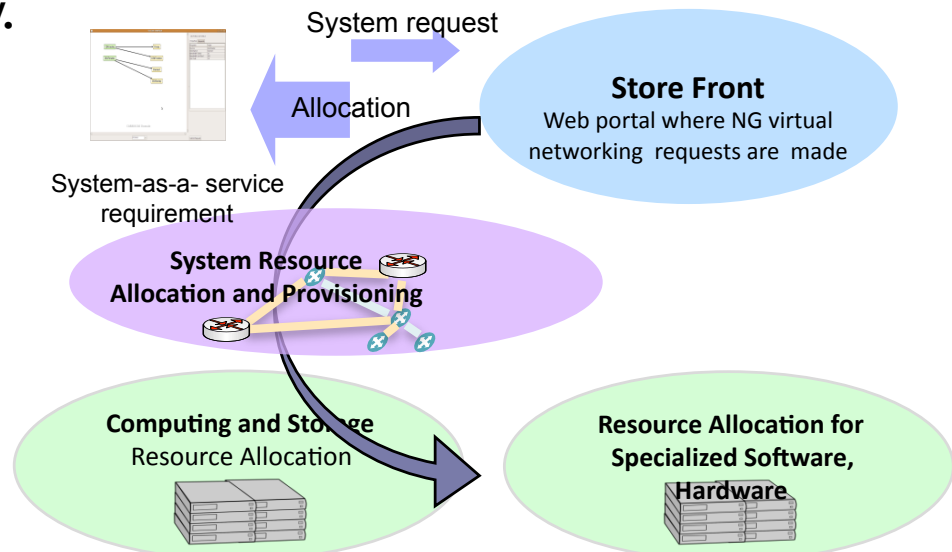 y.
System request
Store Front
Web portal where NG virtual
networking requests are made
Allocation
System-as-a- service
requirement
System Resource
Allocation and Provisioning
Computing and Storage
Resource Allocation
Resource Allocation for
Specialized Software,
Hardware